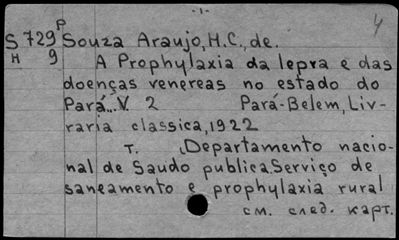 -1-
4
P
S 729 Souza Araujo, H.C., de.
H 9 A Prophylaxia da lepra e das
doenças venereas no estado do
Pará... V. 2 Pará-Belem, Liv-
raria classica, 1922
т. „Departamento nacio-
nal de Saudo publica Serviço de
saneamento e prophylaxia rural
см. след. карт.